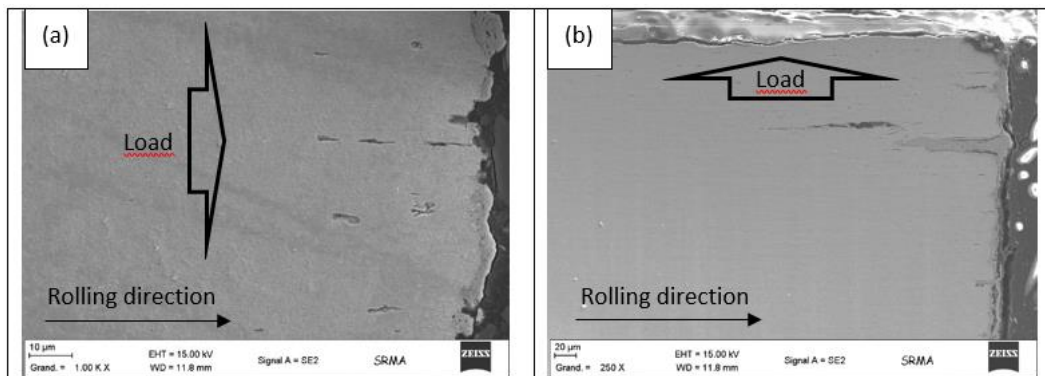 (a)
Load
Rolling direction
10 µm
EHT = 15.00 kV
WD = 11.8 mm
Signal A = SE2
SRMA
ZEISS
Grand. = 1.00 K X
(b)
Load
Rolling direction
20 µm
EHT = 15.00 kV
WD = 11.8 mm
Signal A = SE2
SRMA
ZEISS
Grand. = 250 X